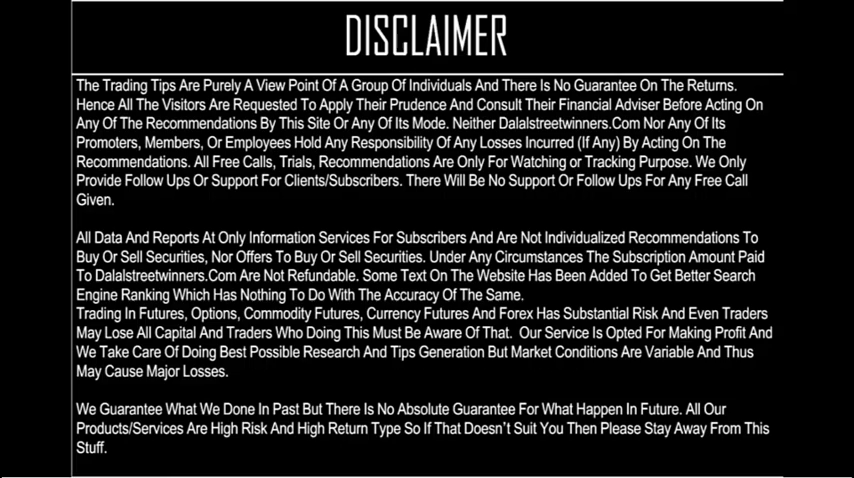 DISCLAIMER
The Trading Tips Are Purely A View Point Of A Group Of Individuals And There Is No Guarantee On The Returns.
Hence All The Visitors Are Requested To Apply Their Prudence And Consult Their Financial Adviser Before Acting On
Any Of The Recommendations By This Site Or Any Of Its Mode. Neither Dalalstreetwinners.Com Nor Any Of Its
Promoters, Members, Or Employees Hold Any Responsibility Of Any Losses Incurred (If Any) By Acting On The
Recommendations. All Free Calls, Trials, Recommendations Are Only For Watching or Tracking Purpose. We Only
Provide Follow Ups Or Support For Clients/Subscribers. There Will Be No Support Or Follow Ups For Any Free Call
Given.
All Data And Reports At Only Information Services For Subscribers And Are Not Individualized Recommendations To
Buy Or Sell Securities, Nor Offers To Buy Or Sell Securities. Under Any Circumstances The Subscription Amount Paid
To Dalalstreetwinners.Com Are Not Refundable. Some Text On The Website Has Been Added To Get Better Search
Engine Ranking Which Has Nothing To Do With The Accuracy Of The Same.
Trading In Futures, Options, Commodity Futures, Currency Futures And Forex Has Substantial Risk And Even Traders
May Lose All Capital And Traders Who Doing This Must Be Aware Of That. Our Service Is Opted For Making Profit And
We Take Care Of Doing Best Possible Research And Tips Generation But Market Conditions Are Variable And Thus
May Cause Major Losses.
We Guarantee What We Done In Past But There Is No Absolute Guarantee For What Happen In Future. All Our
Products/Services Are High Risk And High Return Type So If That Doesn't Suit You Then Please Stay Away From This
Stuff.